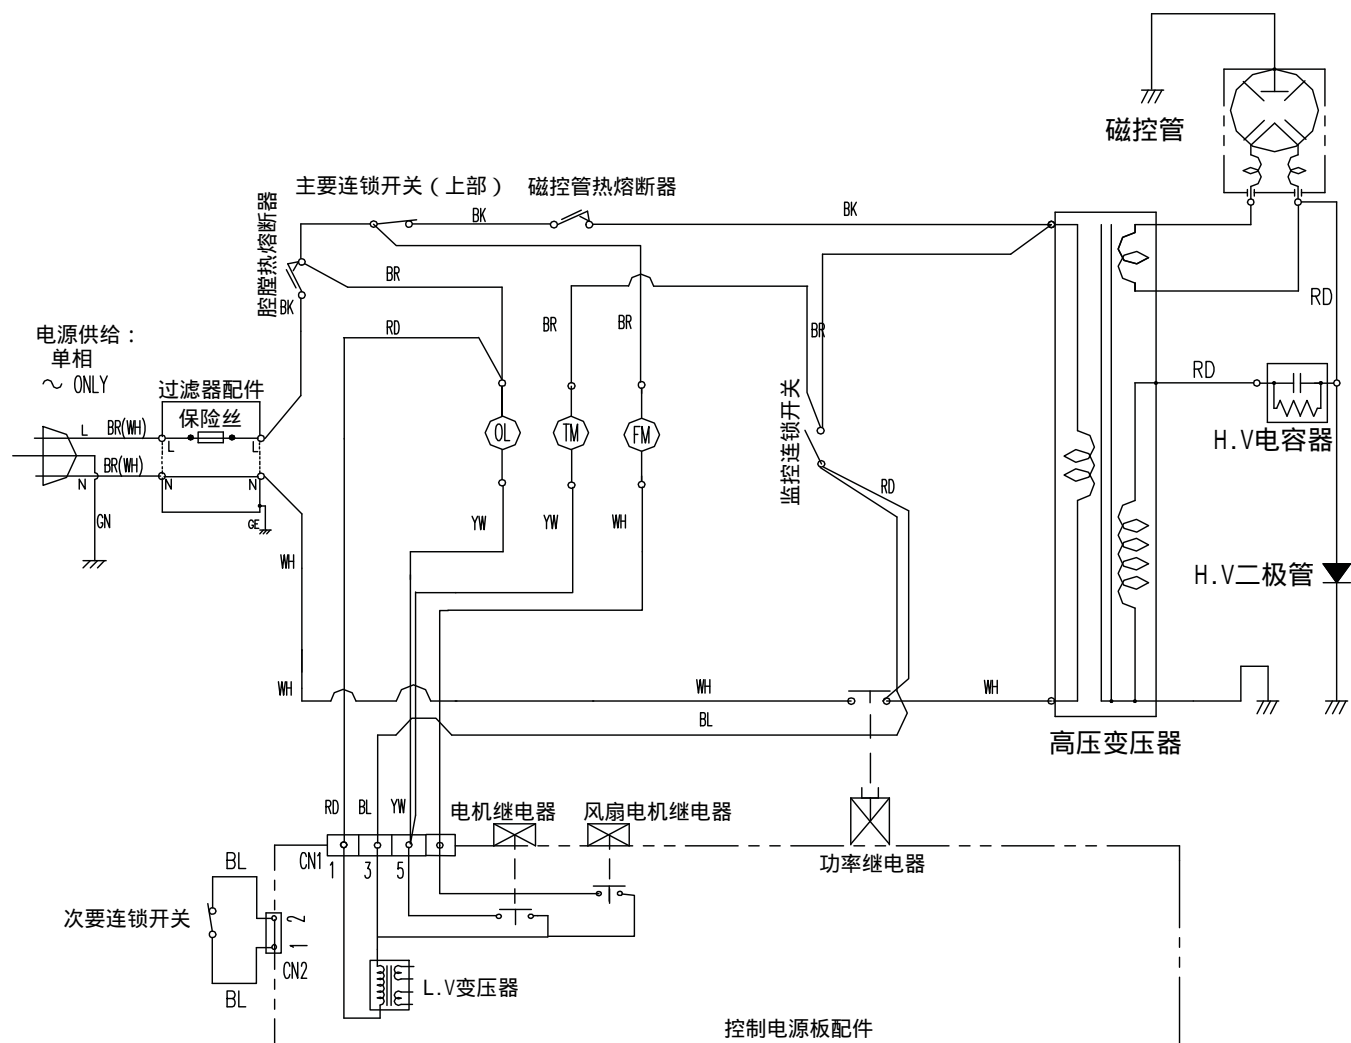 磁控管
主要连锁开关(上部)
磁控管热熔断器
腔膛热熔断器
BK
BK
BR
BK
RD
RD
BR
BR
BR
电源供给:
单相
~ ONLY
过滤器配件
保险丝
L
BR(WH)
L
L
BR(WH)
N
N
N
GN
GE
OL
TM
FM
监控连锁开关
RD
H.V电容器
RD
YW
YW
WH
WH
H.V二极管
WH
WH
WH
BL
高压变压器
RD
BL
YW
电机继电器
风扇电机继电器
功率继电器
CN1
1
3
5
BL
次要连锁开关
2
1
CN2
BL
L.V变压器
控制电源板配件